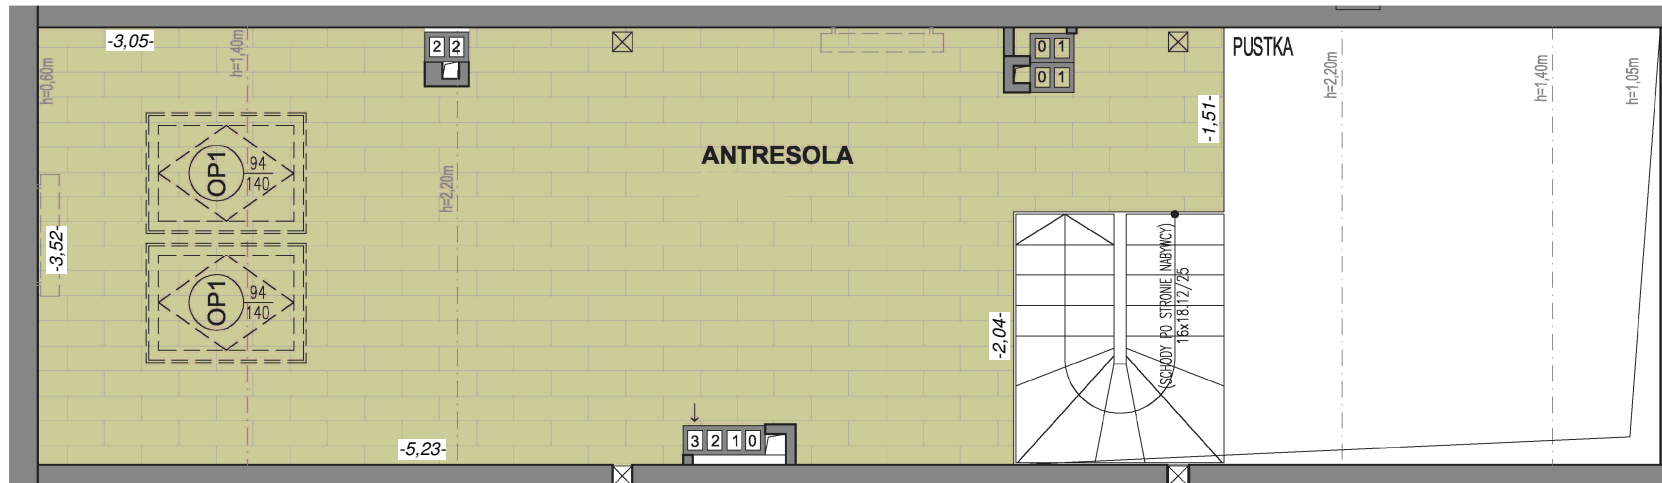 -3,05-
h=0,60m
h=1,40m
2 2
0 1
0 1
PUSTKA
h=2,20m
h=1,40m
h=1,05m
-1,51-
ANTRESOLA
OP1
94
140
h=2,20m
-3,52-
OP1
94
140
-2,04-
(SCHODY PO STRONIE NABYWCY)
16x18.12/25
3 2 1 0
-5,23-